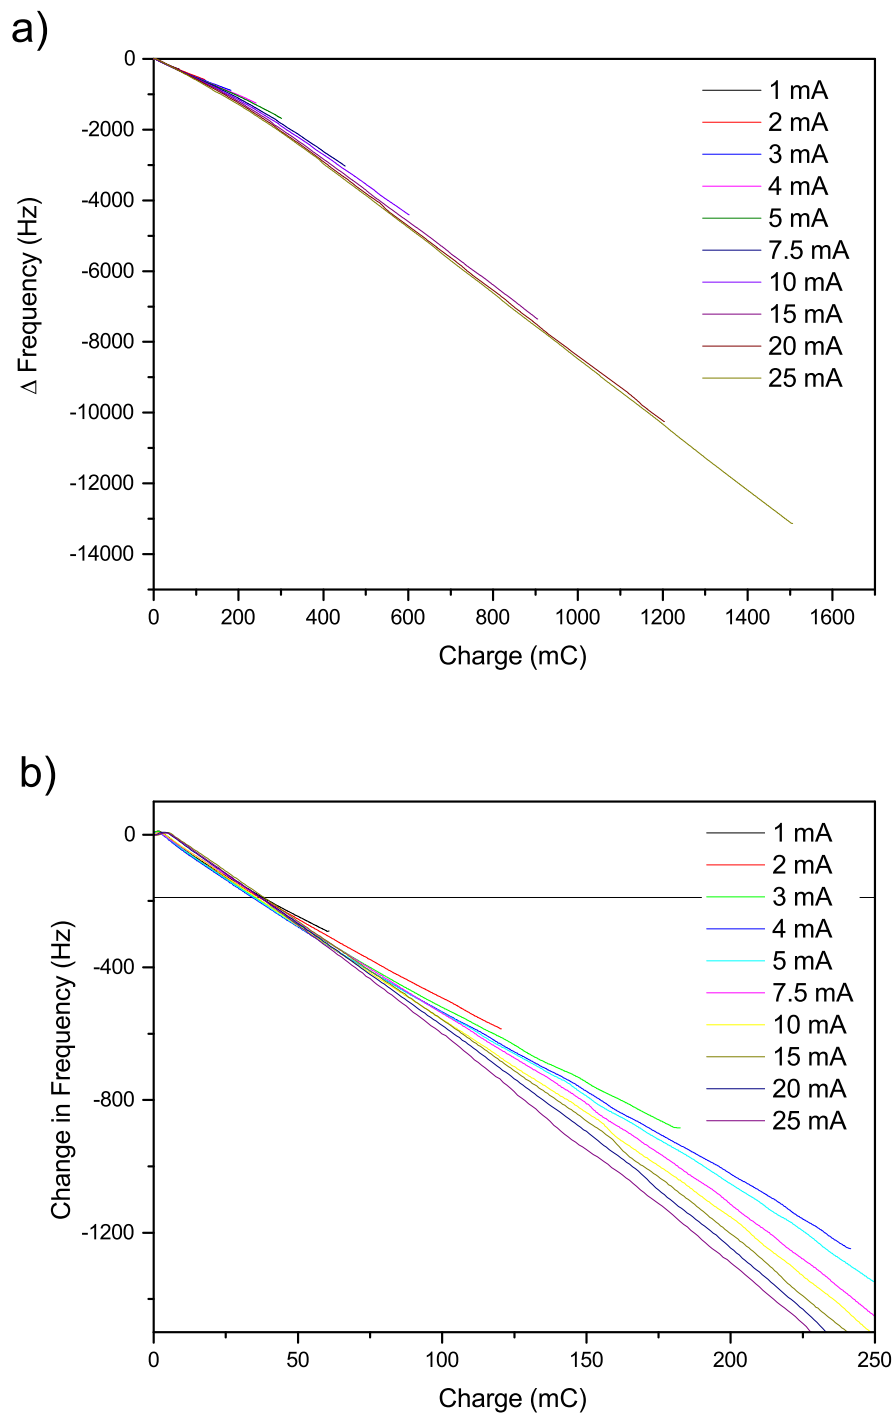 a)
0
-2000
-4000
-6000
-8000
-10000
-12000
-14000
Δ Frequency (Hz)
1 mA
2 mA
3 mA
4 mA
5 mA
7.5 mA
10 mA
15 mA
20 mA
25 mA
0 200 400 600 800 1000 1200 1400 1600
Charge (mC)
b)
0
-400
-800
-1200
Change in Frequency (Hz)
1 mA
2 mA
3 mA
4 mA
5 mA
7.5 mA
10 mA
15 mA
20 mA
25 mA
0 50 100 150 200 250
Charge (mC)